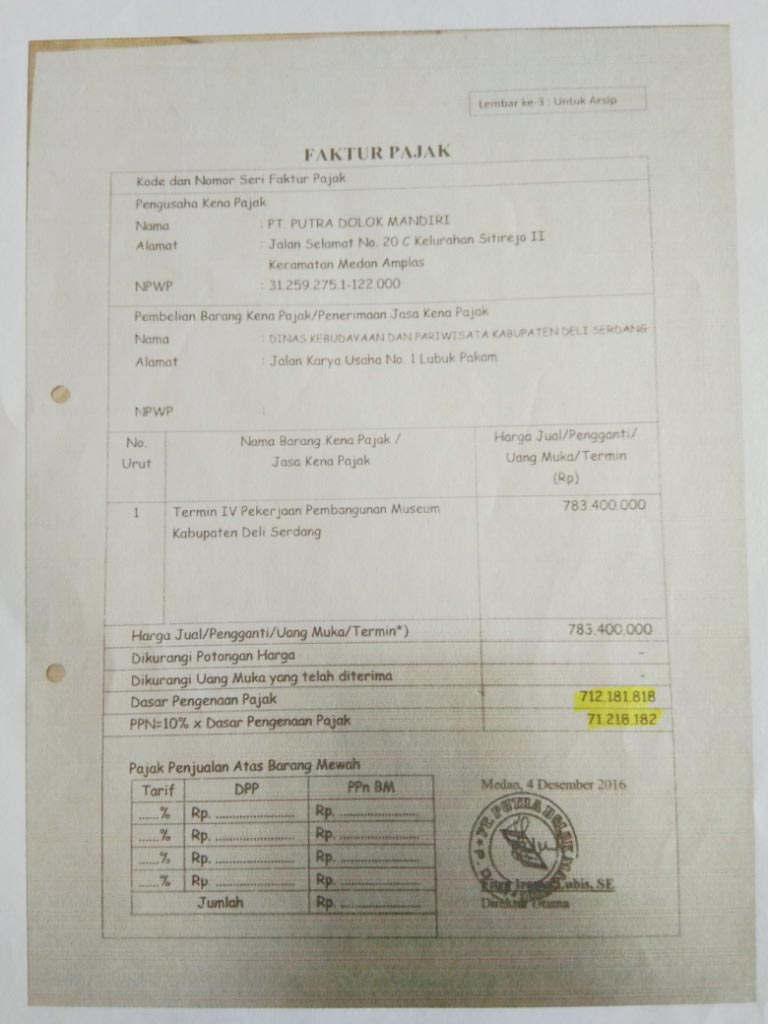 Lembar ke-3 : Untuk Arsip
FAKTUR PAJAK
Kode dan Nomor Seri Faktur Pajak
Pengusaha Kena Pajak
Nama : PT. PUTRA DOLOK MANDIRI
Alamat : Jalan Selamat No. 20 C Kelurahan Sitirejo II
Kecamatan Medan Amplas
NPWP : 31.259.275.1-122.000
Pembelian Barang Kena Pajak/Penerimaan Jasa Kena Pajak
Nama : DINAS KEBUDAYAAN DAN PARIWISATA KABUPATEN DELI SERDANG
Alamat : Jalan Karya Usaha No. 1 Lubuk Pakam
NPWP :
No. Urut
Nama Barang Kena Pajak /
Jasa Kena Pajak
Harga Jual/Pengganti/
Uang Muka/Termin
(Rp)
1 Termin IV Pekerjaan Pembangunan Museum 783.400.000
Kabupaten Deli Serdang
Harga Jual/Pengganti/Uang Muka/Termin*) 783.400.000
Dikurangi Potongan Harga -
Dikurangi Uang Muka yang telah diterima -
Dasar Pengenaan Pajak 712.181.818
PPN=10% x Dasar Pengenaan Pajak 71.218.182
Pajak Penjualan Atas Barang Mewah
Tarif DPP PPn BM
......% Rp. ........................ Rp. ........................
......% Rp. ........................ Rp. ........................
......% Rp. ........................ Rp. ........................
......% Rp. ........................ Rp. ........................
Jumlah Rp. ........................
Medan, 4 Desember 2016
Lubis, SE
Direktur Utama